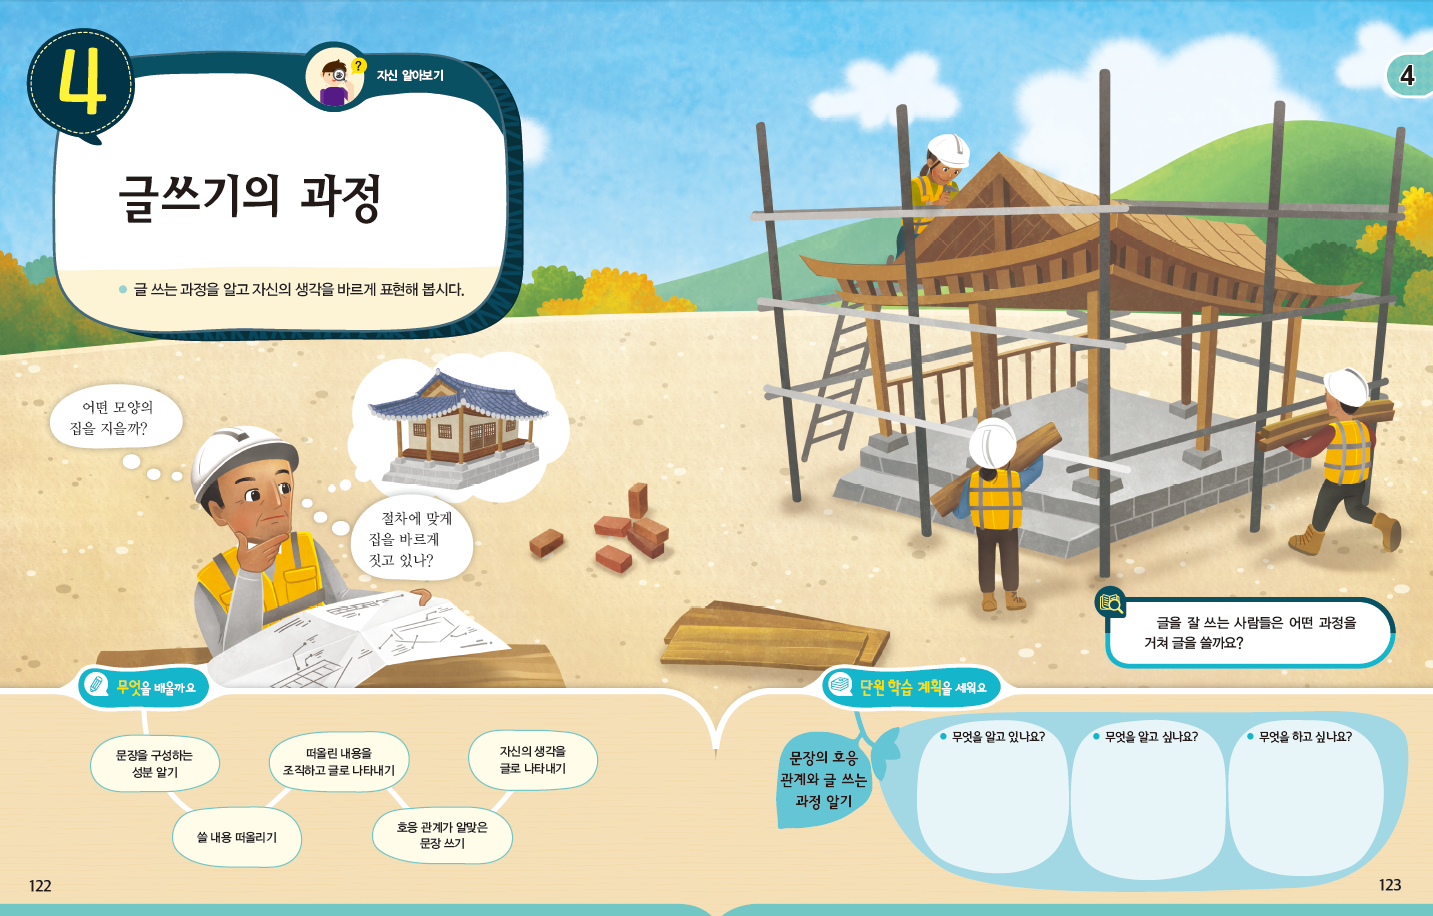 4
자신 알아보기
?
글쓰기의 과정
글 쓰는 과정을 알고 자신의 생각을 바르게 표현해 봅시다.
4
어떤 모양의
집을 지을까?
절차에 맞게
집을 바르게
짓고 있나?
글을 잘 쓰는 사람들은 어떤 과정을
거쳐 글을 쓸까요?
무엇을 배울까요
문장을 구성하는
성분 알기
쓸 내용 떠올리기
떠올린 내용을
조직하고 글로 나타내기
호응 관계가 알맞은
문장 쓰기
자신의 생각을
글로 나타내기
단원 학습 계획을 세워요
문장의 호응
관계와 글 쓰는
과정 알기
무엇을 알고 있나요?
무엇을 알고 싶나요?
무엇을 하고 싶나요?
122
123